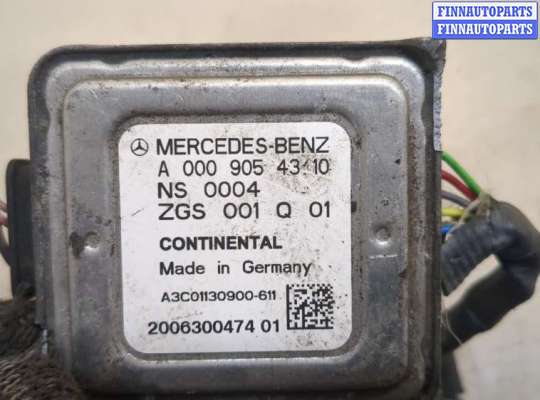 FINNAUTOPARTS
FINNAUTOPARTS
MERCEDES-BENZ
A 000 905 43 10
NS 0004
ZGS 001 Q 01
CONTINENTAL
Made in Germany
A3C01130900-611
2006300474 01